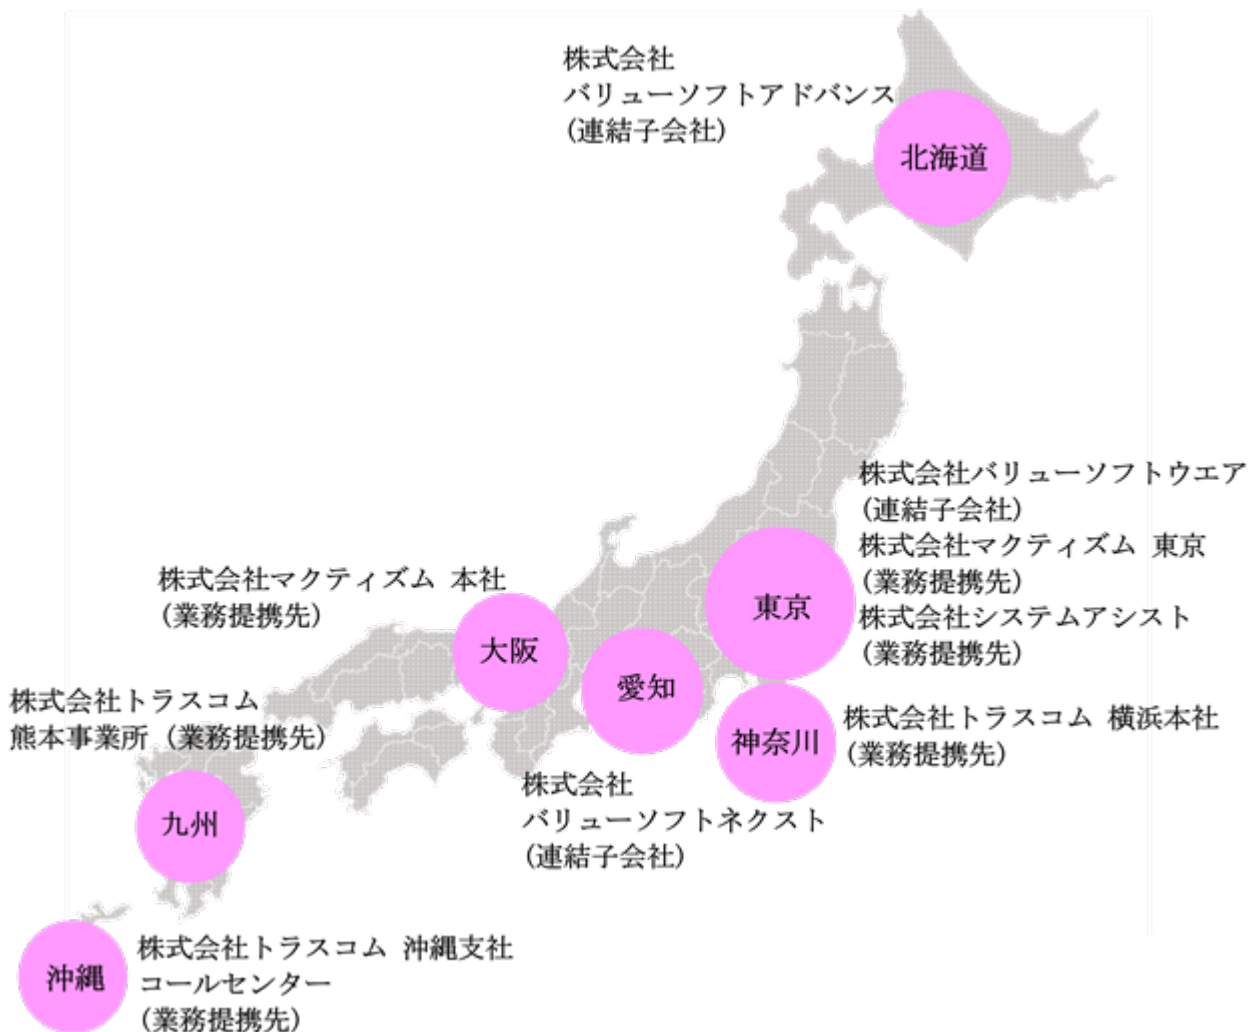 株式会社
バリューソフトアドバンス
(連結子会社)
北海道
株式会社バリューソフトウエア
(連結子会社)
株式会社マクティズム 東京
(業務提携先)
株式会社システムアシスト
(業務提携先)
東京
株式会社マクティズム 本社
(業務提携先)
大阪
愛知
株式会社
バリューソフトネクスト
(連結子会社)
神奈川
株式会社トラスコム 横浜本社
(業務提携先)
株式会社トラスコム
熊本事業所 (業務提携先)
九州
沖縄
株式会社トラスコム 沖縄支社
コールセンター
(業務提携先)